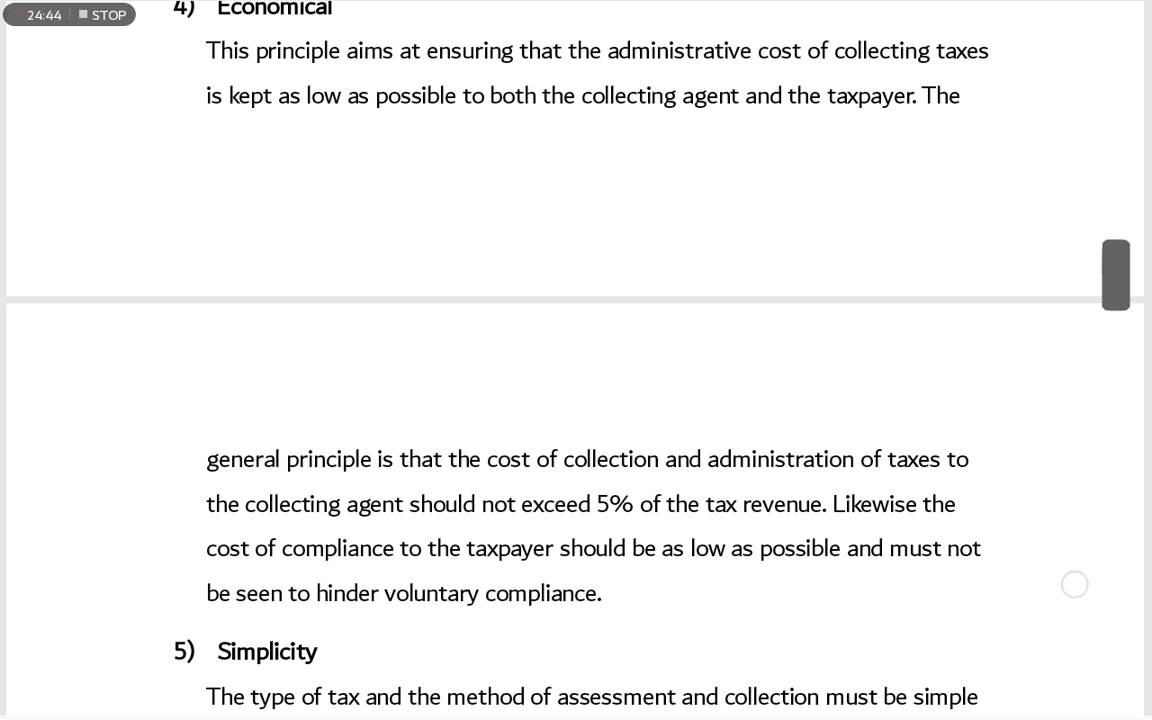 24:44 STOP
4) Economical
This principle aims at ensuring that the administrative cost of collecting taxes
is kept as low as possible to both the collecting agent and the taxpayer. The
general principle is that the cost of collection and administration of taxes to
the collecting agent should not exceed 5% of the tax revenue. Likewise the
cost of compliance to the taxpayer should be as low as possible and must not
be seen to hinder voluntary compliance.
5) Simplicity
The type of tax and the method of assessment and collection must be simple